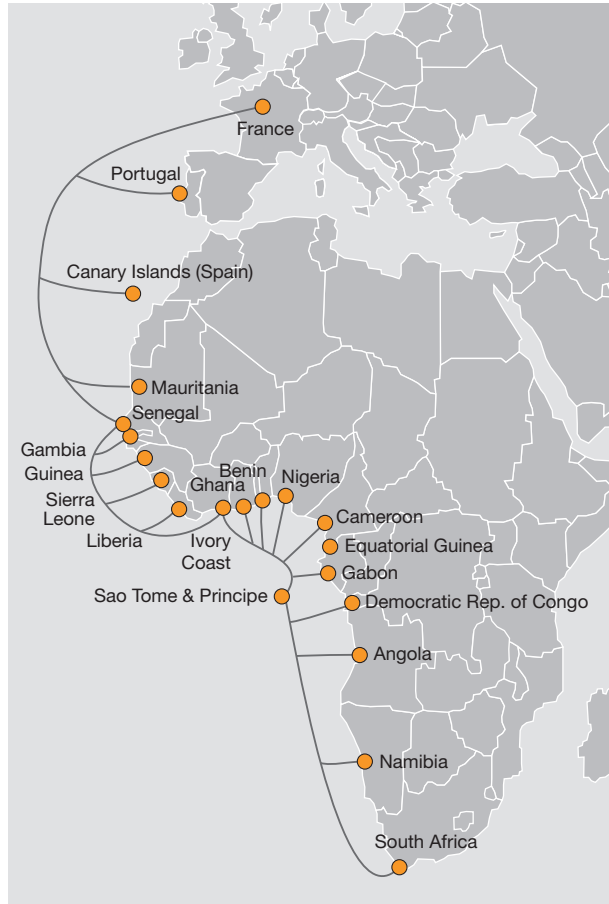 France
Portugal
Canary Islands (Spain)
Mauritania
Senegal
Gambia
Guinea
Sierra
Leone
Liberia
Ivory
Coast
Ghana
Benin
Nigeria
Cameroon
Equatorial Guinea
Gabon
Sao Tome & Principe
Democratic Rep. of Congo
Angola
Namibia
South Africa